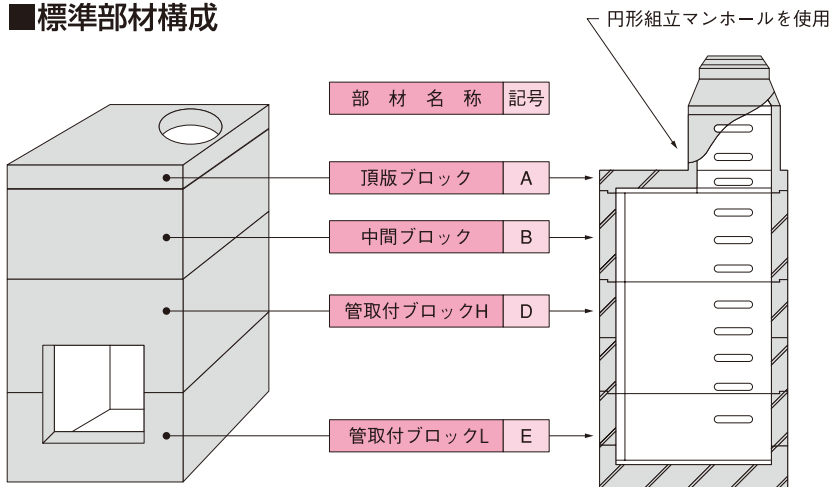 ■標準部材構成
円形組立マンホールを使用
部材名称 記号
頂版ブロック A
中間ブロック B
管取付ブロックH D
管取付ブロックL E